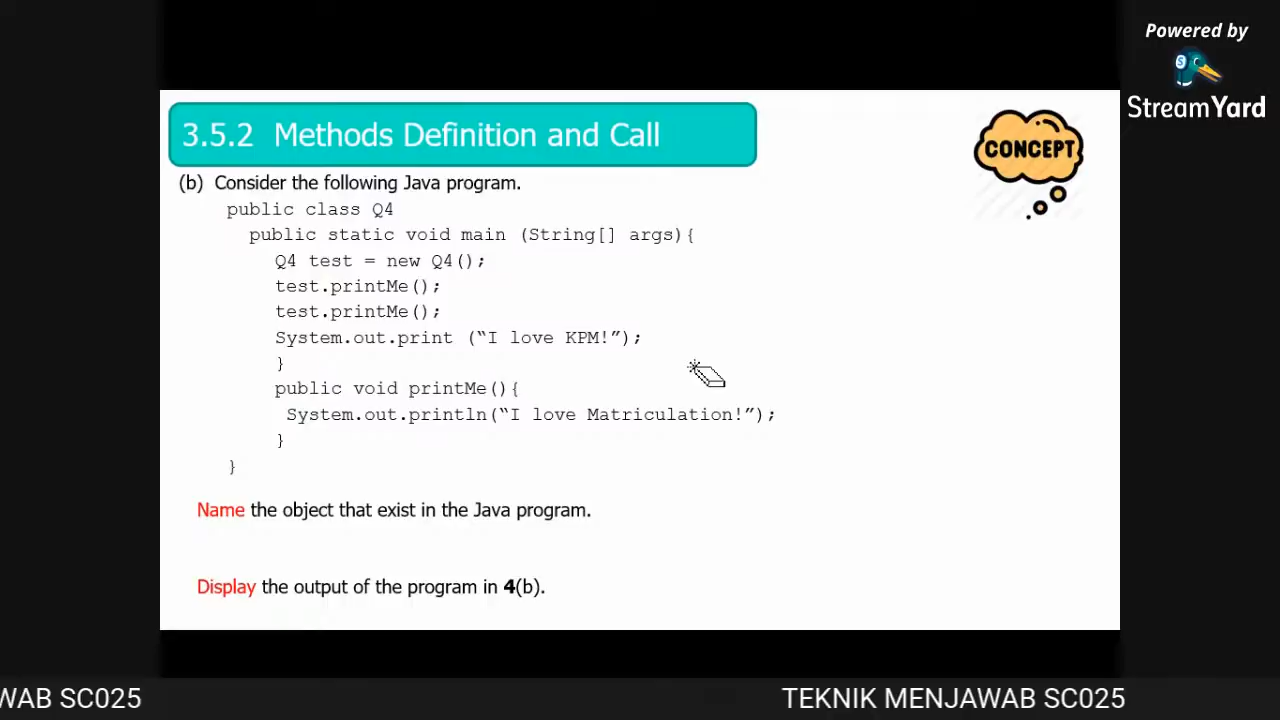 Powered by
StreamYard
3.5.2 Methods Definition and Call
CONCEPT
(b) Consider the following Java program.
public class Q4
public static void main (String[] args){
Q4 test = new Q4();
test.printMe();
test.printMe();
System.out.print (“I love KPM!”);
}
public void printMe(){
System.out.println(“I love Matriculation!”);
}
}
Name the object that exist in the Java program.
Display the output of the program in 4(b).
WAB SC025
TEKNIK MENJAWAB SC025